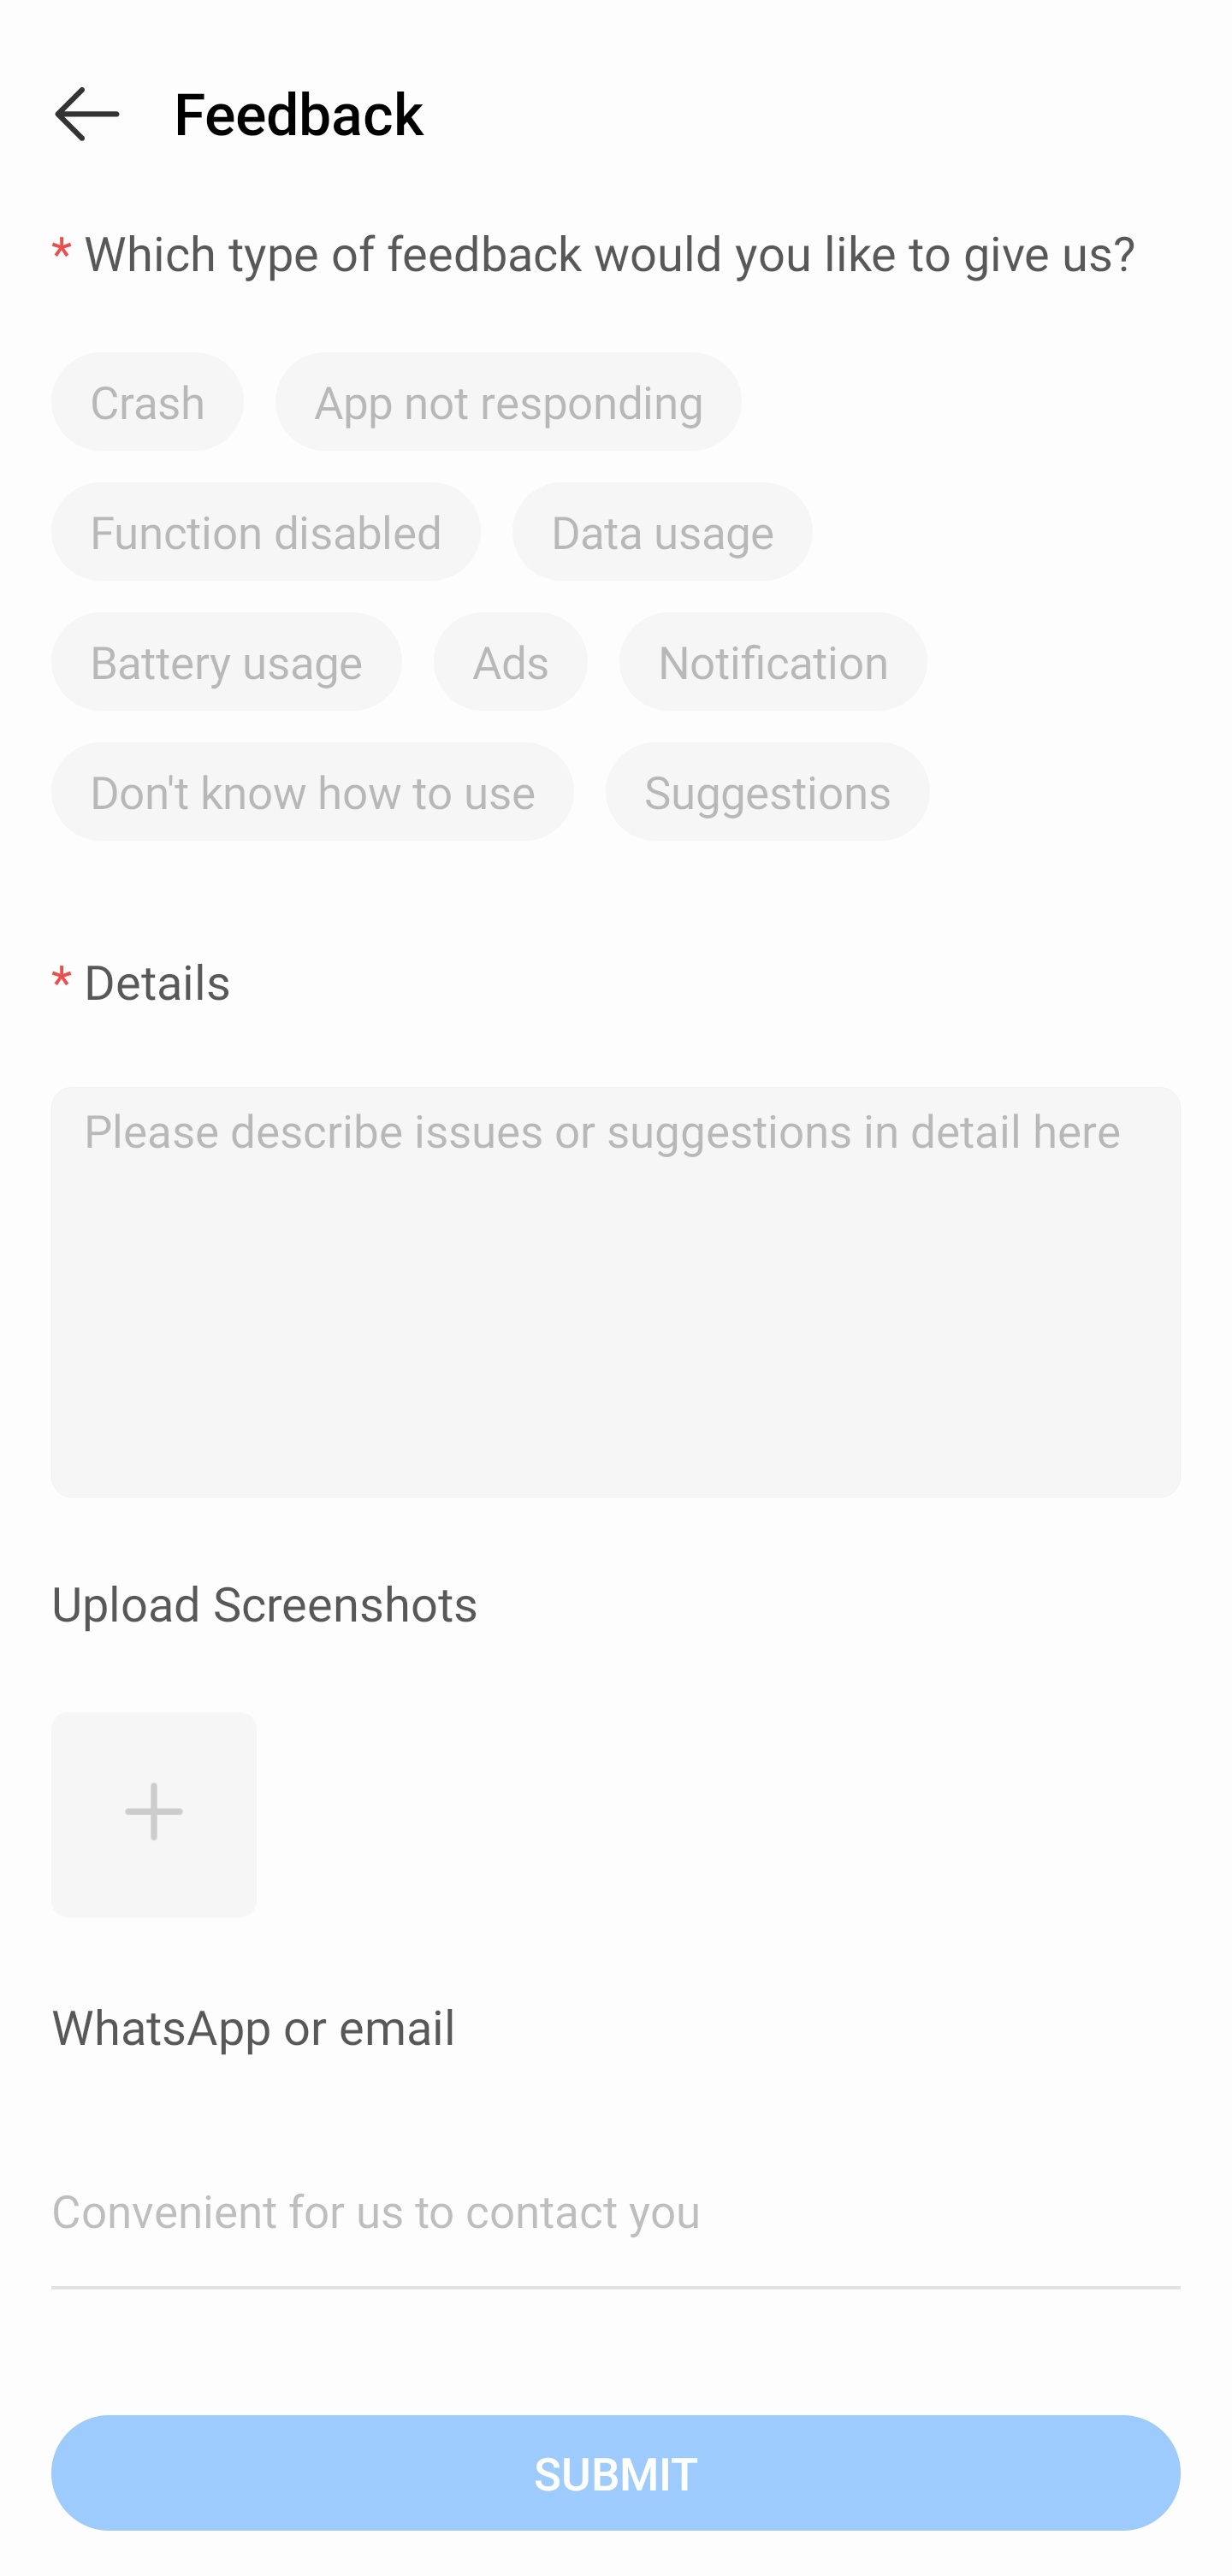 Feedback
* Which type of feedback would you like to give us?
Crash App not responding
Function disabled Data usage
Battery usage Ads Notification
Don't know how to use Suggestions
* Details
Please describe issues or suggestions in detail here
Upload Screenshots
WhatsApp or email
Convenient for us to contact you
SUBMIT